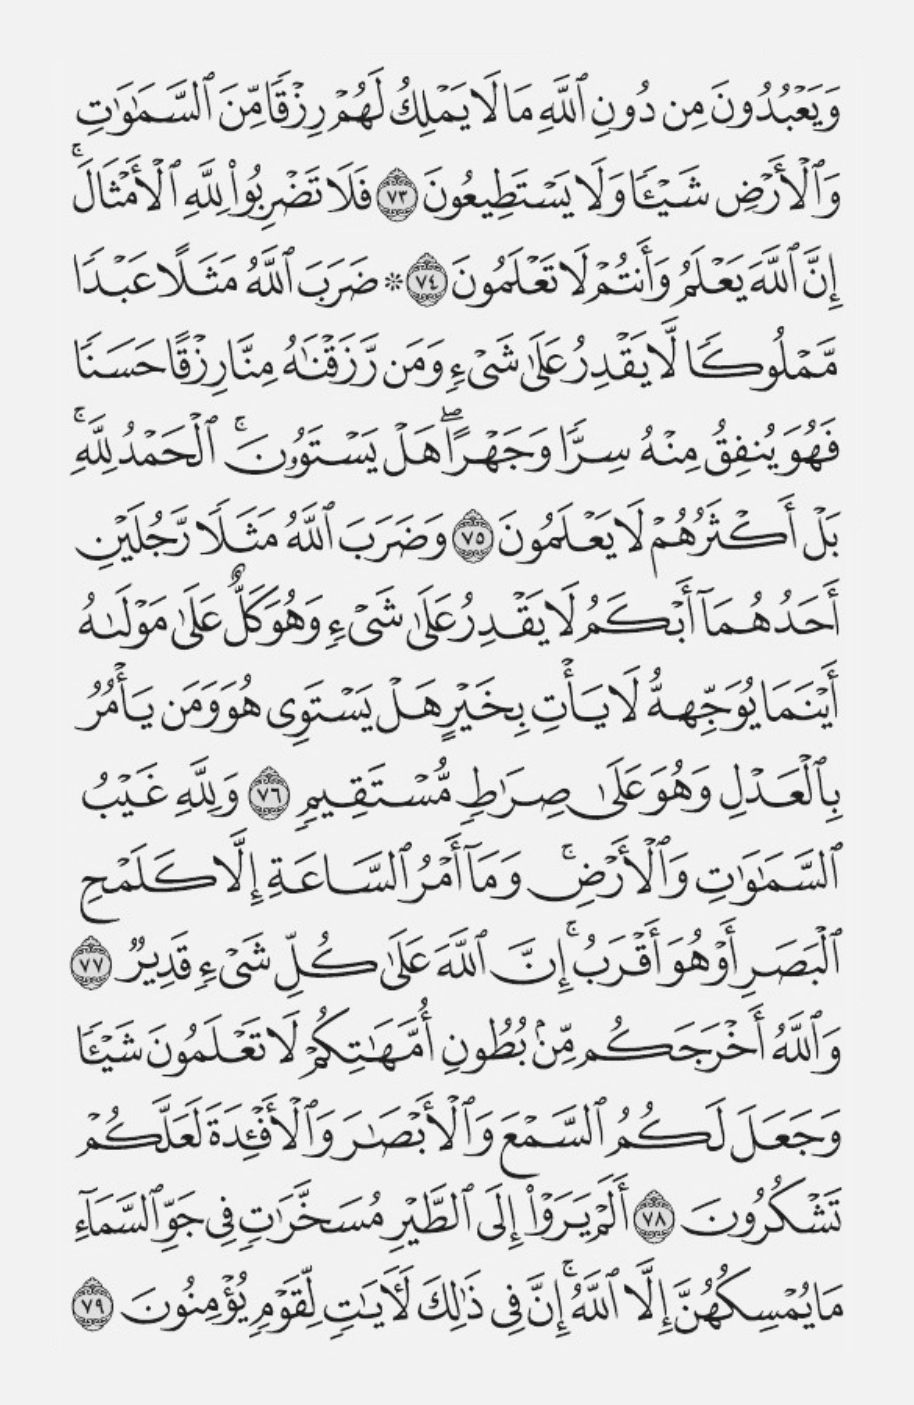 وَيَعۡبُدُونَ مِن دُونِ ٱللَّهِ مَا لَا يَمۡلِكُ لَهُمۡ رِزۡقٗا مِّنَ ٱلسَّمَٰوَٰتِ
وَٱلۡأَرۡضِ شَيۡـٔٗا وَلَا يَسۡتَطِيعُونَ ٧٣ فَلَا تَضۡرِبُواْ لِلَّهِ ٱلۡأَمۡثَالَۚ
إِنَّ ٱللَّهَ يَعۡلَمُ وَأَنتُمۡ لَا تَعۡلَمُونَ ٧٤ ۞ ضَرَبَ ٱللَّهُ مَثَلًا عَبۡدٗا
مَّمۡلُوكٗا لَّا يَقۡدِرُ عَلَىٰ شَيۡءٖ وَمَن رَّزَقۡنَٰهُ مِنَّا رِزۡقًا حَسَنٗا
فَهُوَ يُنفِقُ مِنۡهُ سِرّٗا وَجَهۡرًاۖ هَلۡ يَسۡتَوُۥنَۚ ٱلۡحَمۡدُ لِلَّهِۚ
بَلۡ أَكۡثَرُهُمۡ لَا يَعۡلَمُونَ ٧٥ وَضَرَبَ ٱللَّهُ مَثَلٗا رَّجُلَيۡنِ
أَحَدُهُمَآ أَبۡكَمُ لَا يَقۡدِرُ عَلَىٰ شَيۡءٖ وَهُوَ كَلٌّ عَلَىٰ مَوۡلَىٰهُ
أَيۡنَمَا يُوَجِّههُّ لَا يَأۡتِ بِخَيۡرٍ هَلۡ يَسۡتَوِي هُوَ وَمَن يَأۡمُرُ
بِٱلۡعَدۡلِ وَهُوَ عَلَىٰ صِرَٰطٖ مُّسۡتَقِيمٖ ٧٦ وَلِلَّهِ غَيۡبُ
ٱلسَّمَٰوَٰتِ وَٱلۡأَرۡضِۚ وَمَآ أَمۡرُ ٱلسَّاعَةِ إِلَّا كَلَمۡحِ
ٱلۡبَصَرِ أَوۡ هُوَ أَقۡرَبُۚ إِنَّ ٱللَّهَ عَلَىٰ كُلِّ شَيۡءٖ قَدِيرٞ ٧٧
وَٱللَّهُ أَخۡرَجَكُم مِّنۢ بُطُونِ أُمَّهَٰتِكُمۡ لَا تَعۡلَمُونَ شَيۡـٔٗا
وَجَعَلَ لَكُمُ ٱلسَّمۡعَ وَٱلۡأَبۡصَٰرَ وَٱلۡأَفۡـِٔدَةَ لَعَلَّكُمۡ
تَشۡكُرُونَ ٧٨ أَلَمۡ يَرَوۡاْ إِلَى ٱلطَّيۡرِ مُسَخَّرَٰتٖ فِي جَوِّ ٱلسَّمَآءِ
مَا يُمۡسِكُهُنَّ إِلَّا ٱللَّهُۚ إِنَّ فِي ذَٰلِكَ لَأٓيَٰتٖ لِّقَوۡمٖ يُؤۡمِنُونَ ٧٩